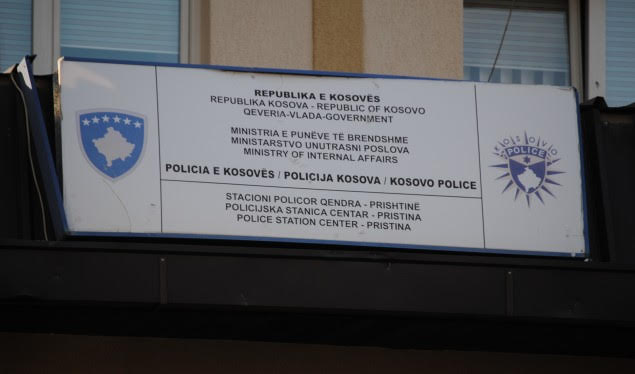 REPUBLIKA E KOSOVËS
REPUBLIKA KOSOVA - REPUBLIC OF KOSOVO
QEVERIA-VLADA-GOVERNMENT
MINISTRIA E PUNËVE TË BRENDSHME
MINISTARSTVO UNUTRASNI POSLOVA
MINISTRY OF INTERNAL AFFAIRS
POLICIA E KOSOVËS / POLICIJA KOSOVA / KOSOVO POLICE
STACIONI POLICOR QENDRA - PRISHTINË
POLICIJSKA STANICA CENTAR - PRISTINA
POLICE STATION CENTER - PRISTINA
KOSOVO
POLICE